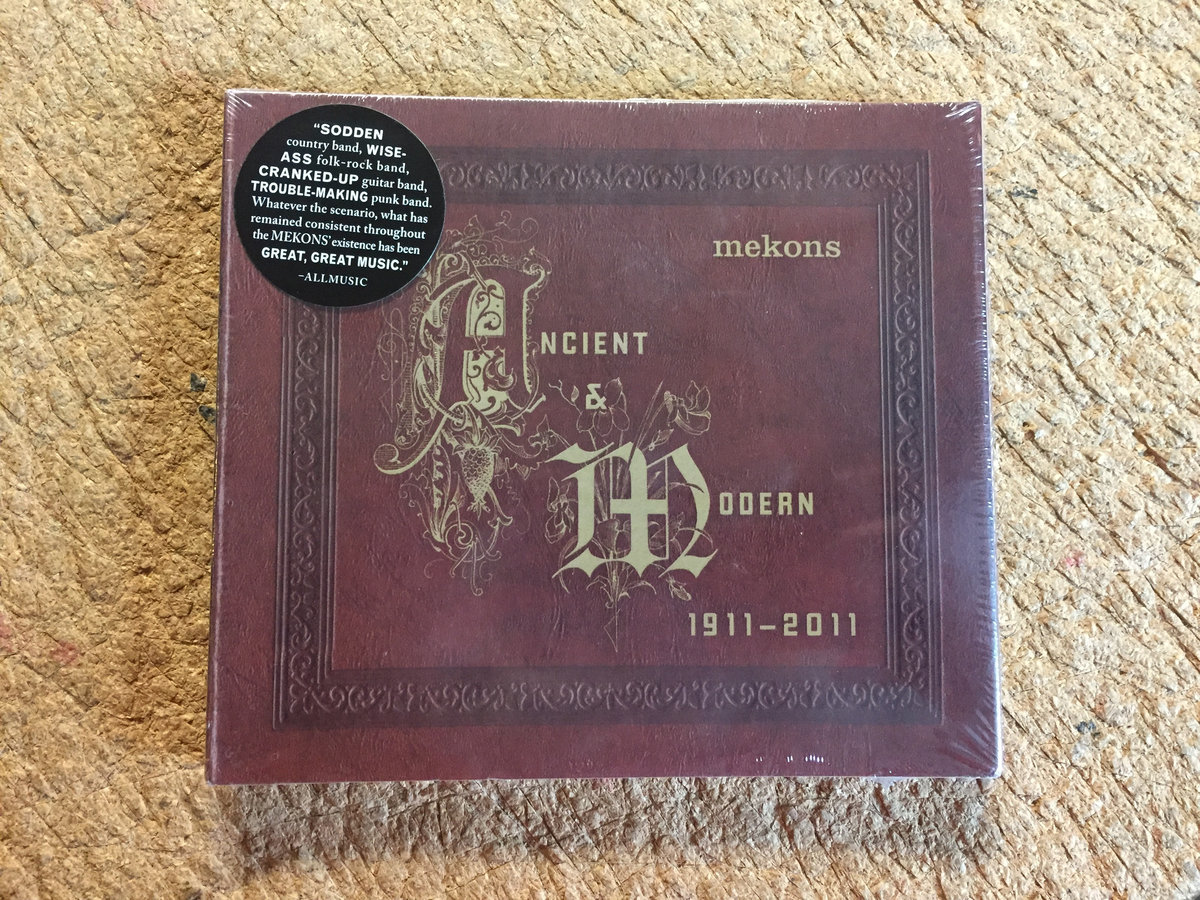 “SODDEN
country band, WISE-
ASS folk-rock band,
CRANKED-UP guitar band,
TROUBLE-MAKING punk band.
Whatever the scenario, what has
remained consistent throughout
the MEKONS’ existence has been
GREAT, GREAT MUSIC.”
–ALLMUSIC
mekons
ANCIENT
&
MODERN
1911–2011